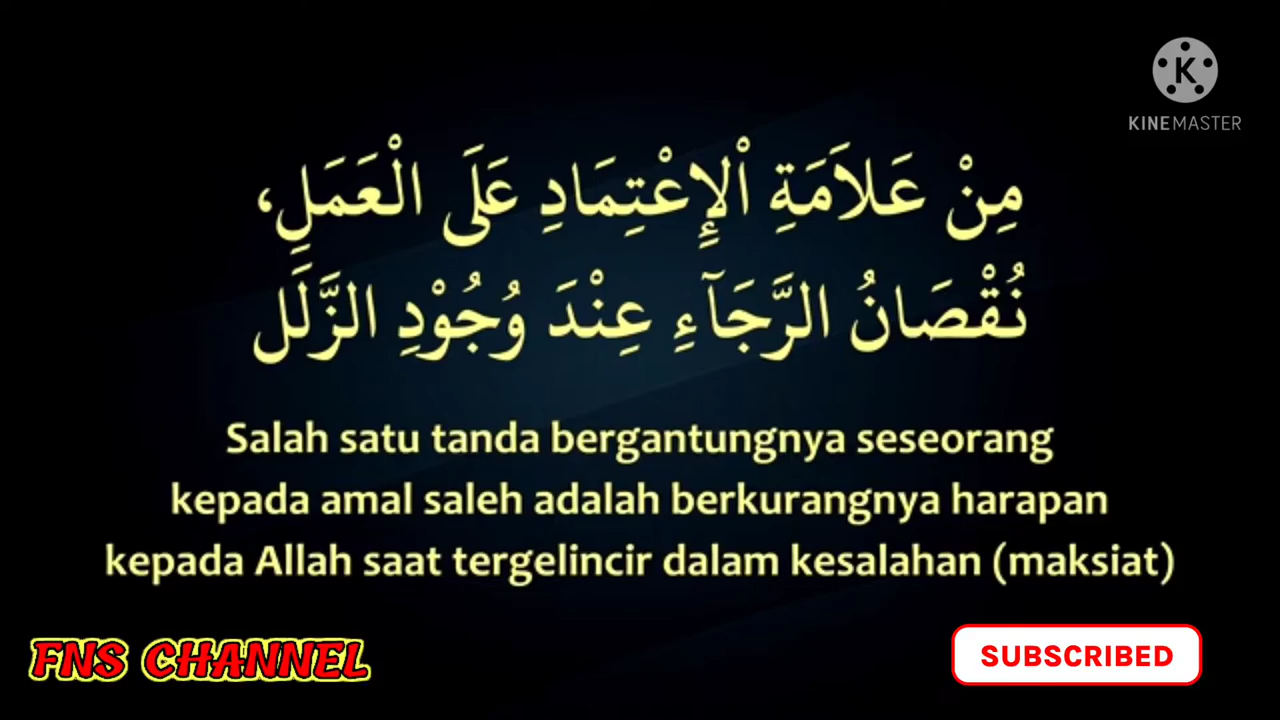 K
KINEMASTER
مِنْ عَلاَمَةِ اْلإِعْتِمَادِ عَلَى الْعَمَلِ،
نُقْصَانُ الرَّجَآءِ عِنْدَ وُجُوْدِ الزَّلَلِ
Salah satu tanda bergantungnya seseorang
kepada amal saleh adalah berkurangnya harapan
kepada Allah saat tergelincir dalam kesalahan (maksiat)
FNS CHANNEL
SUBSCRIBED